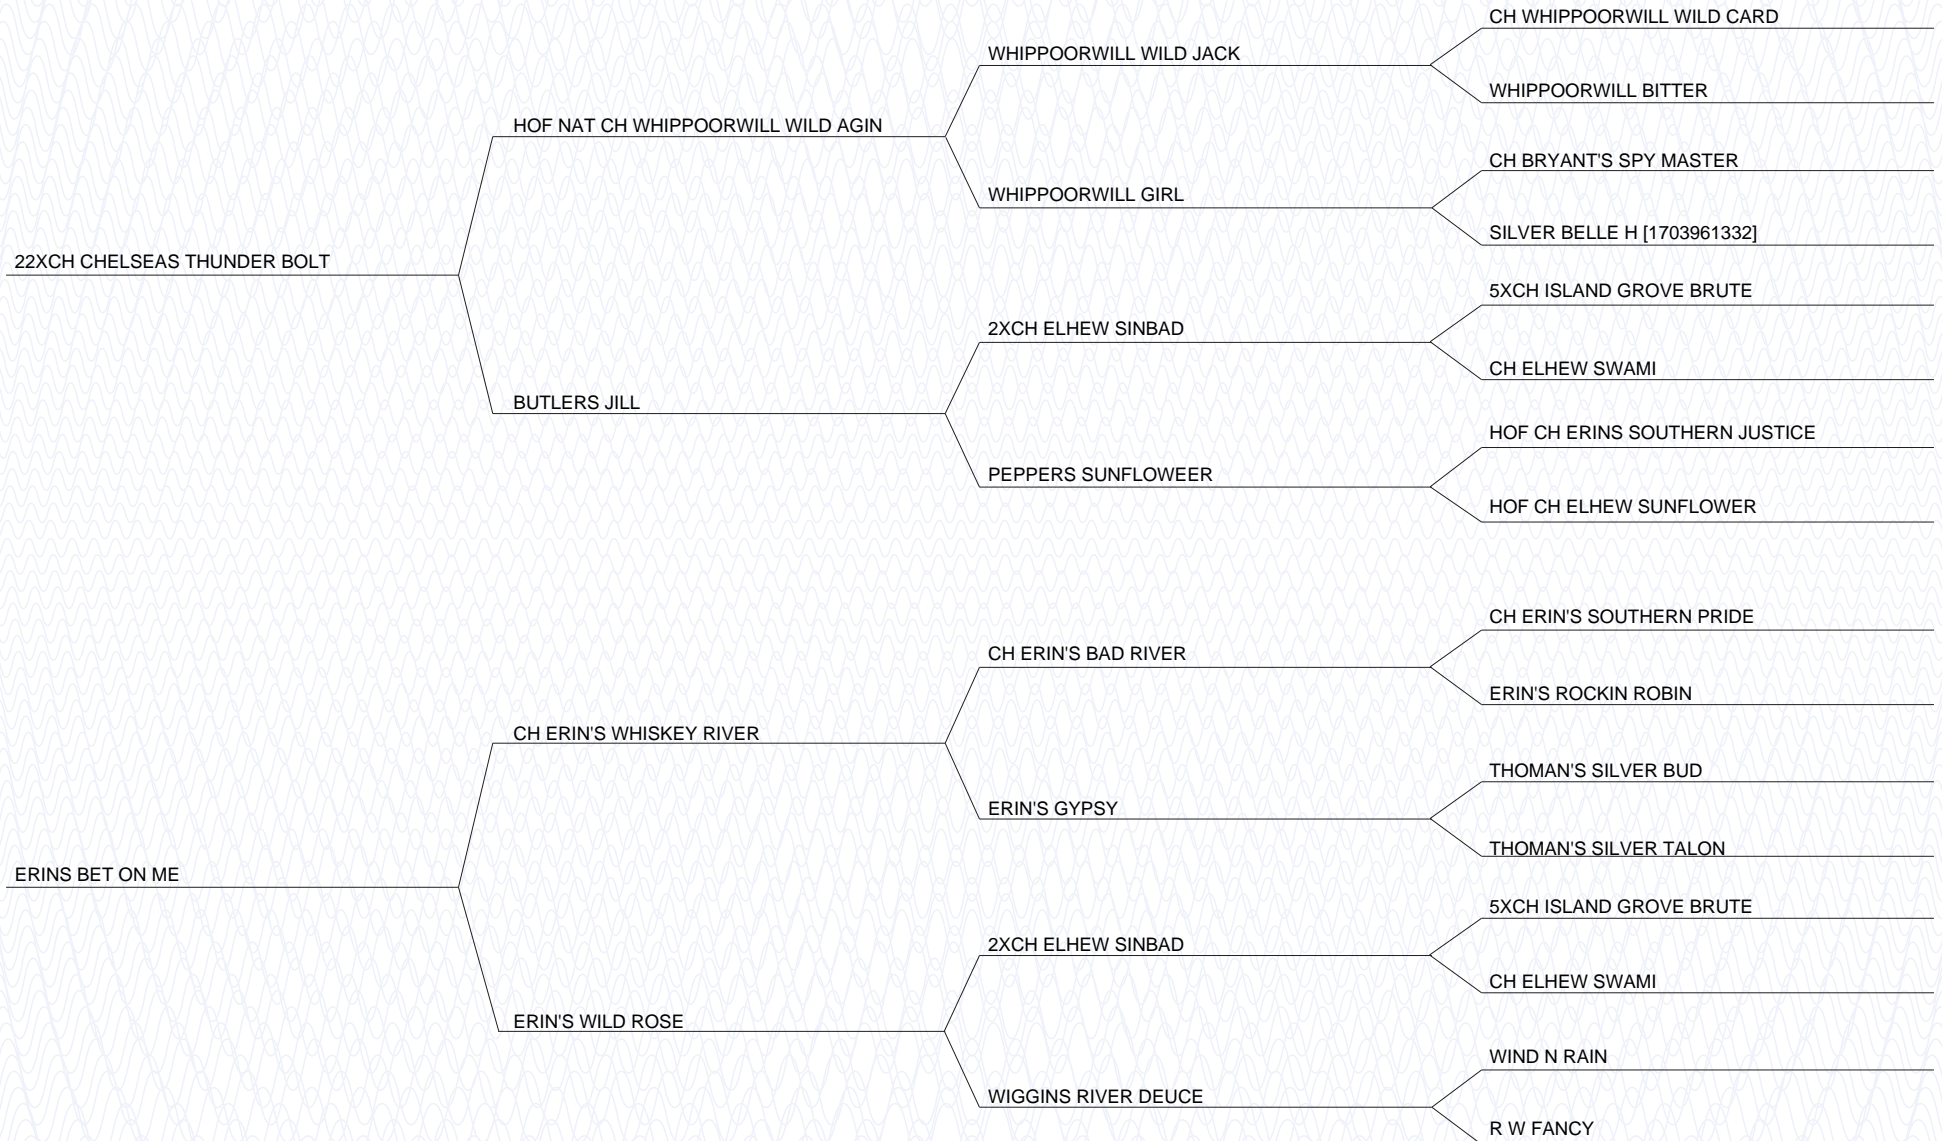 CH WHIPPOORWILL WILD CARD
WHIPPOORWILL WILD JACK
WHIPPOORWILL BITTER
HOF NAT CH WHIPPOORWILL WILD AGIN
CH BRYANT'S SPY MASTER
WHIPPOORWILL GIRL
SILVER BELLE H [1703961332]
22XCH CHELSEAS THUNDER BOLT
5XCH ISLAND GROVE BRUTE
2XCH ELHEW SINBAD
CH ELHEW SWAMI
BUTLERS JILL
HOF CH ERINS SOUTHERN JUSTICE
PEPPERS SUNFLOWEER
HOF CH ELHEW SUNFLOWER
CH ERIN'S SOUTHERN PRIDE
CH ERIN'S BAD RIVER
ERIN'S ROCKIN ROBIN
CH ERIN'S WHISKEY RIVER
THOMAN'S SILVER BUD
ERIN'S GYPSY
THOMAN'S SILVER TALON
ERINS BET ON ME
5XCH ISLAND GROVE BRUTE
2XCH ELHEW SINBAD
CH ELHEW SWAMI
ERIN'S WILD ROSE
WIND N RAIN
WIGGINS RIVER DEUCE
R W FANCY